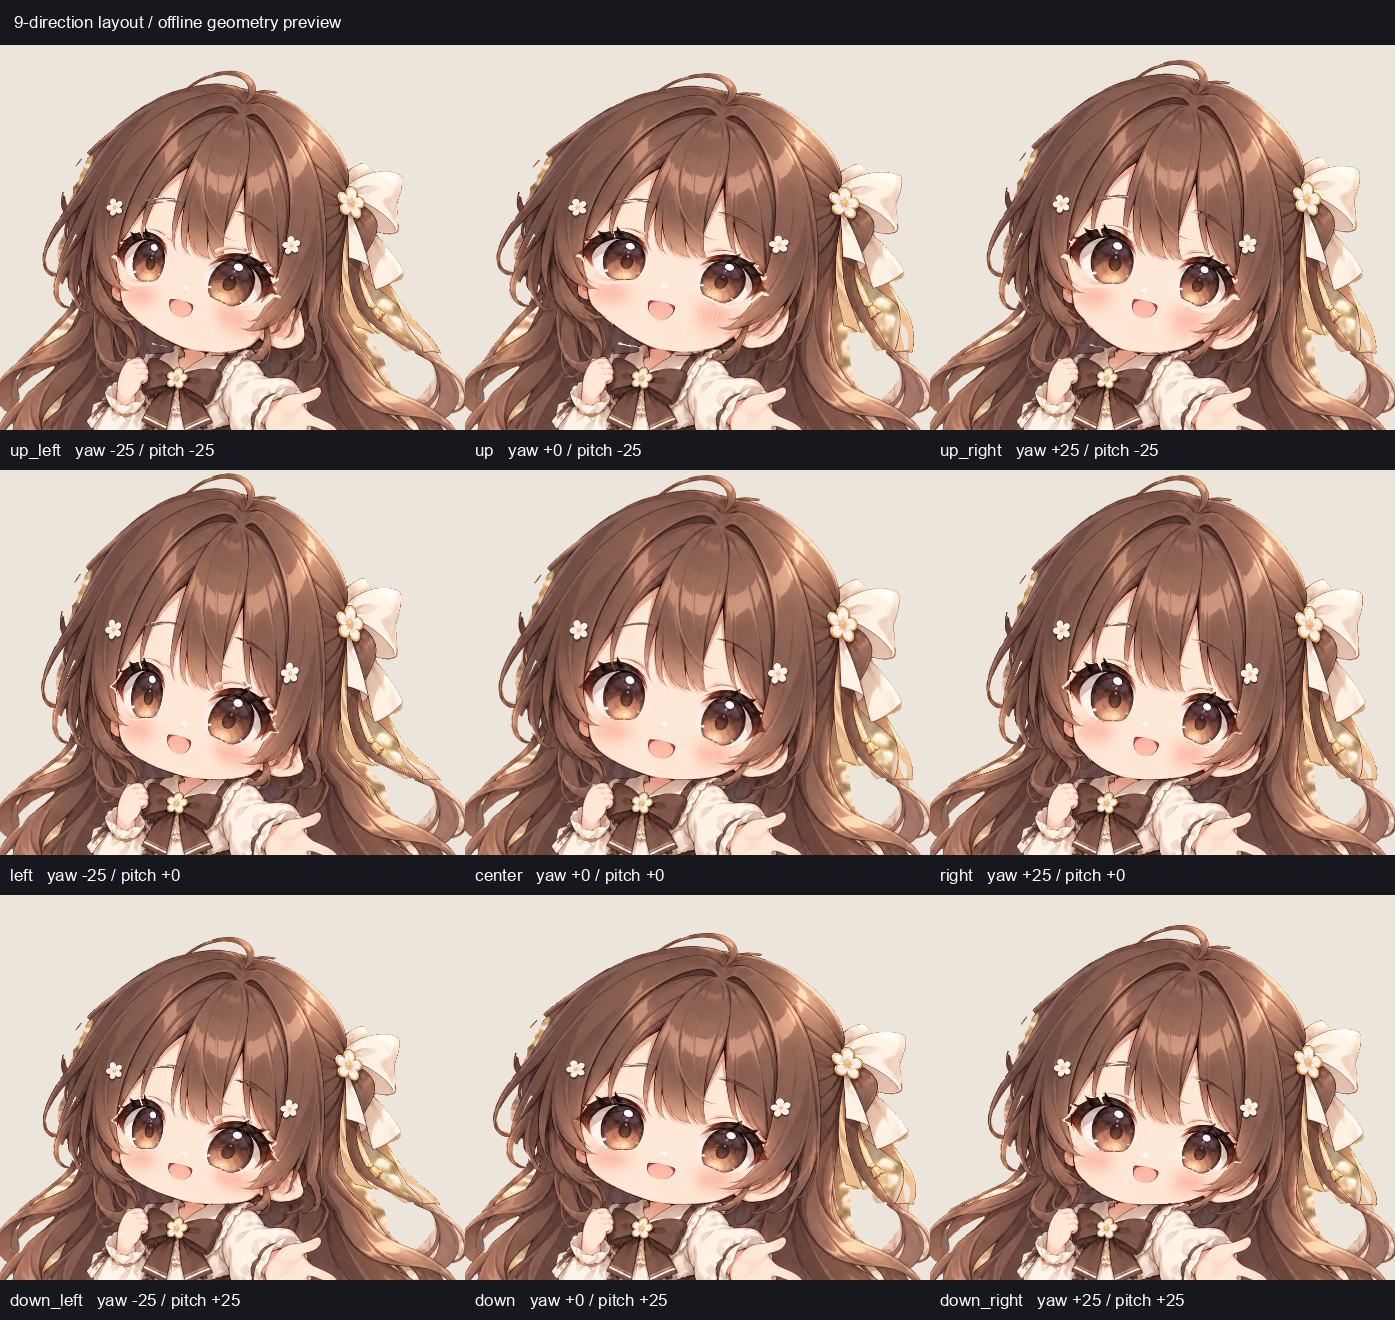 9-direction layout / offline geometry preview
up_left yaw -25 / pitch -25
up yaw +0 / pitch -25
up_right yaw +25 / pitch -25
left yaw -25 / pitch +0
center yaw +0 / pitch +0
right yaw +25 / pitch +0
down_left yaw -25 / pitch +25
down yaw +0 / pitch +25
down_right yaw +25 / pitch +25